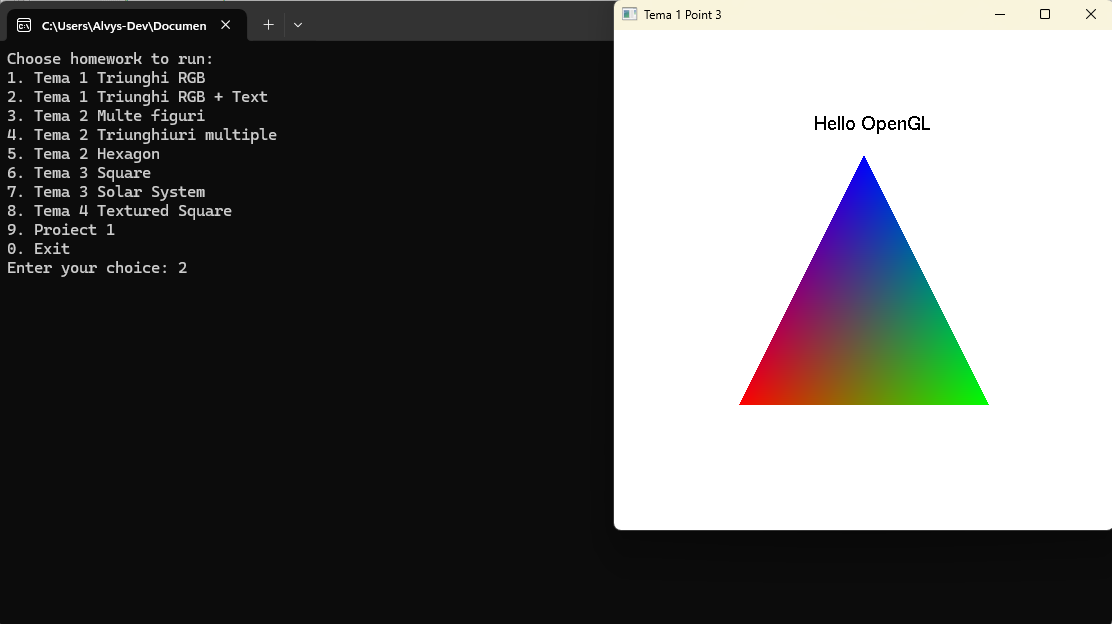 C:\Users\Alvys-Dev\Documen
Choose homework to run:
1. Tema 1 Triunghi RGB
2. Tema 1 Triunghi RGB + Text
3. Tema 2 Multe figuri
4. Tema 2 Triunghiuri multiple
5. Tema 2 Hexagon
6. Tema 3 Square
7. Tema 3 Solar System
8. Tema 4 Textured Square
9. Proiect 1
0. Exit
Enter your choice: 2
Tema 1 Point 3
Hello OpenGL